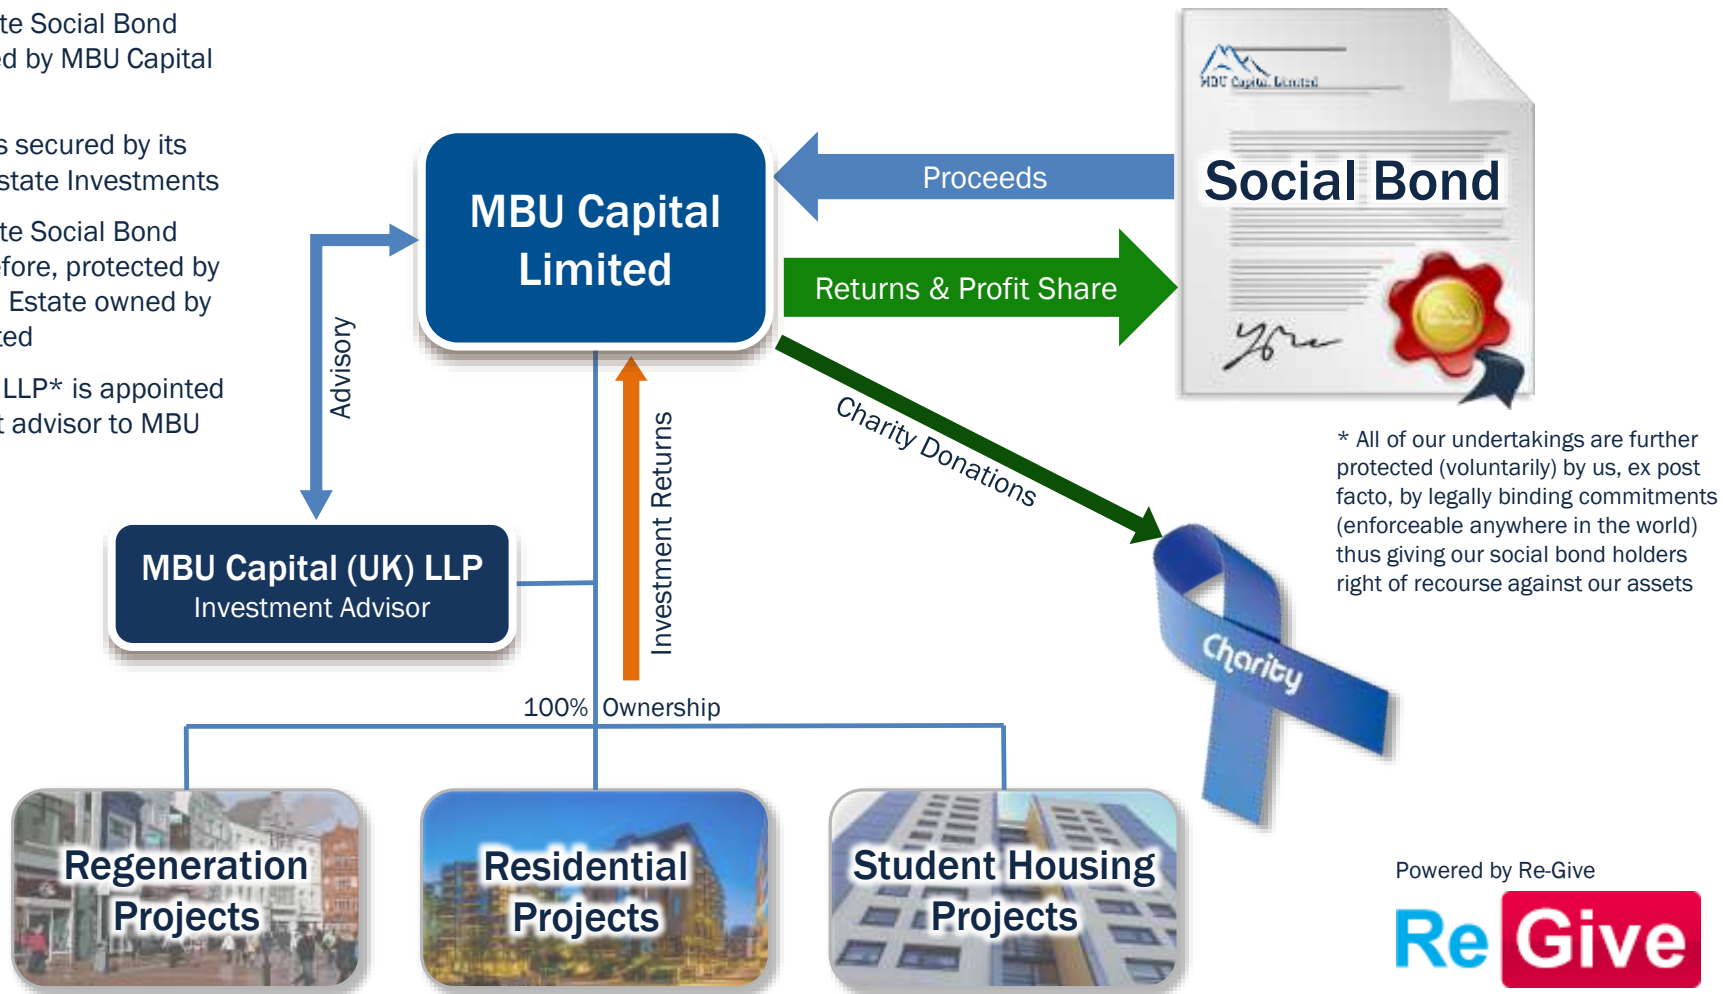 te Social Bond
ed by MBU Capital
s secured by its
state Investments
te Social Bond
efore, protected by
Estate owned by
ted
LLP* is appointed
t advisor to MBU
MBU Capital Limited
Social Bond
Proceeds
MBU Capital
Limited
Returns & Profit Share
Advisory
Charity Donations
Investment Returns
* All of our undertakings are further
protected (voluntarily) by us, ex post
facto, by legally binding commitments
(enforceable anywhere in the world)
thus giving our social bond holders
right of recourse against our assets
MBU Capital (UK) LLP
Investment Advisor
Charity
100% Ownership
Regeneration
Projects
Residential
Projects
Student Housing
Projects
Powered by Re-Give
Re Give